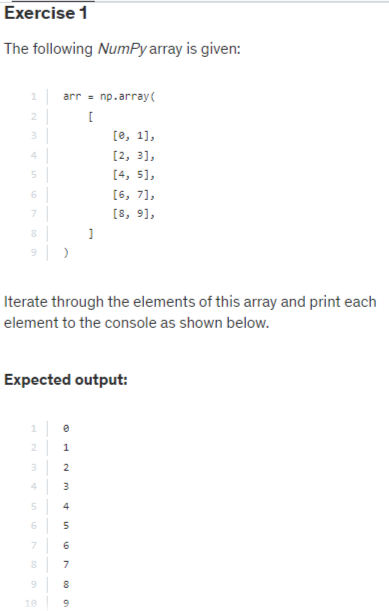 Exercise 1
The following NumPy array is given:
1 arr = np.array(
2 [
3 [0, 1],
4 [2, 3],
5 [4, 5],
6 [6, 7],
7 [8, 9],
8 ]
9 )
Iterate through the elements of this array and print each
element to the console as shown below.
Expected output:
1 0
2 1
3 2
4 3
5 4
6 5
7 6
8 7
9 8
10 9